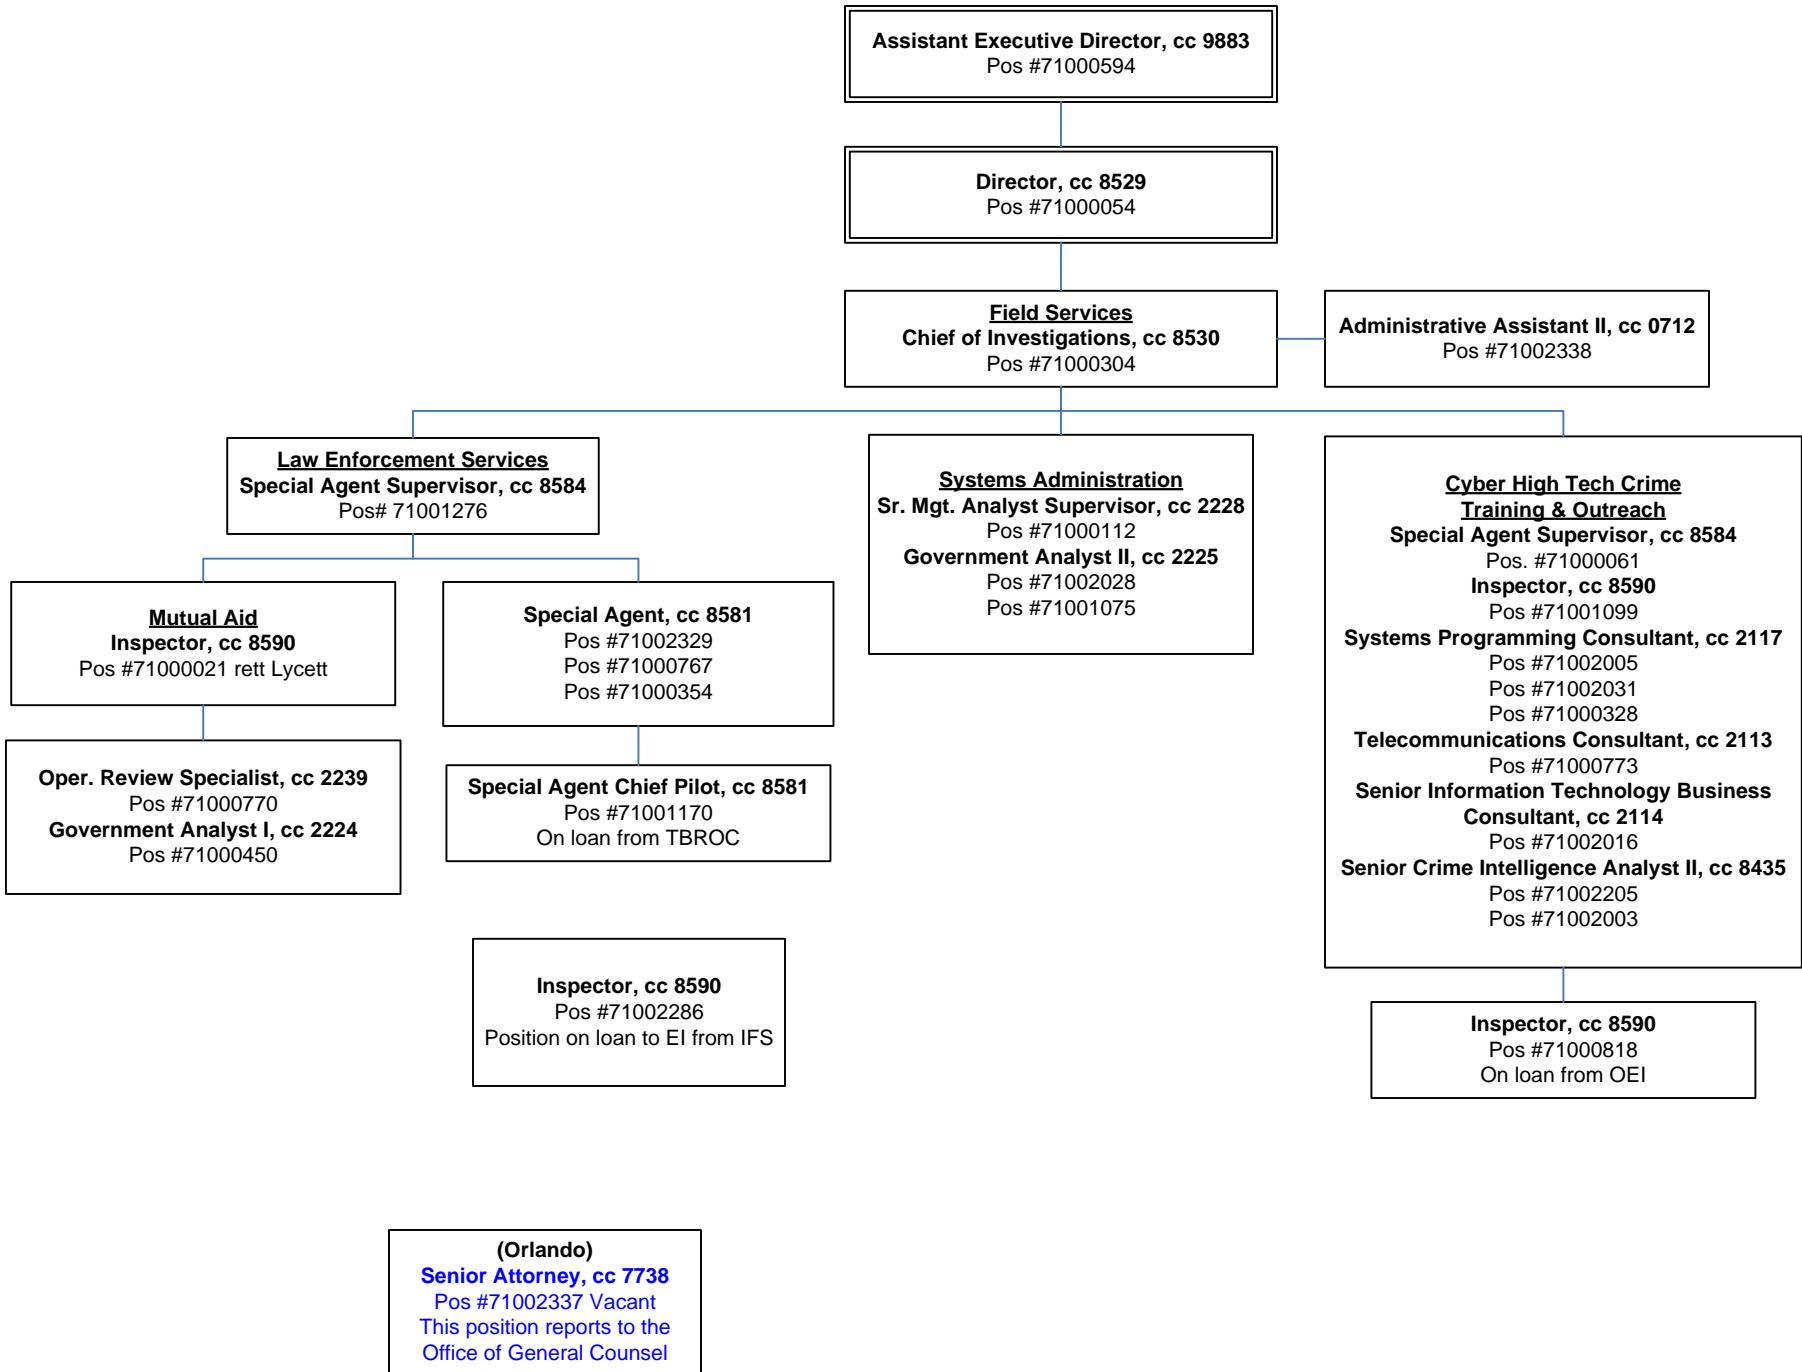 Assistant Executive Director, cc 9883
Pos #71000594
Director, cc 8529
Pos #71000054
Field Services
Chief of Investigations, cc 8530
Pos #71000304
Administrative Assistant II, cc 0712
Pos #71002338
Law Enforcement Services
Special Agent Supervisor, cc 8584
Pos# 71001276
Systems Administration
Sr. Mgt. Analyst Supervisor, cc 2228
Pos #71000112
Government Analyst II, cc 2225
Pos #71002028
Pos #71001075
Cyber High Tech Crime
Training & Outreach
Special Agent Supervisor, cc 8584
Pos. #71000061
Inspector, cc 8590
Pos #71001099
Systems Programming Consultant, cc 2117
Pos #71002005
Pos #71002031
Pos #71000328
Telecommunications Consultant, cc 2113
Pos #71000773
Senior Information Technology Business
Consultant, cc 2114
Pos #71002016
Senior Crime Intelligence Analyst II, cc 8435
Pos #71002205
Pos #71002003
Mutual Aid
Inspector, cc 8590
Pos #71000021 rett Lycett
Special Agent, cc 8581
Pos #71002329
Pos #71000767
Pos #71000354
Oper. Review Specialist, cc 2239
Pos #71000770
Government Analyst I, cc 2224
Pos #71000450
Special Agent Chief Pilot, cc 8581
Pos #71001170
On loan from TBROC
Inspector, cc 8590
Pos #71002286
Position on loan to EI from IFS
Inspector, cc 8590
Pos #71000818
On loan from OEI
(Orlando)
Senior Attorney, cc 7738
Pos #71002337 Vacant
This position reports to the
Office of General Counsel